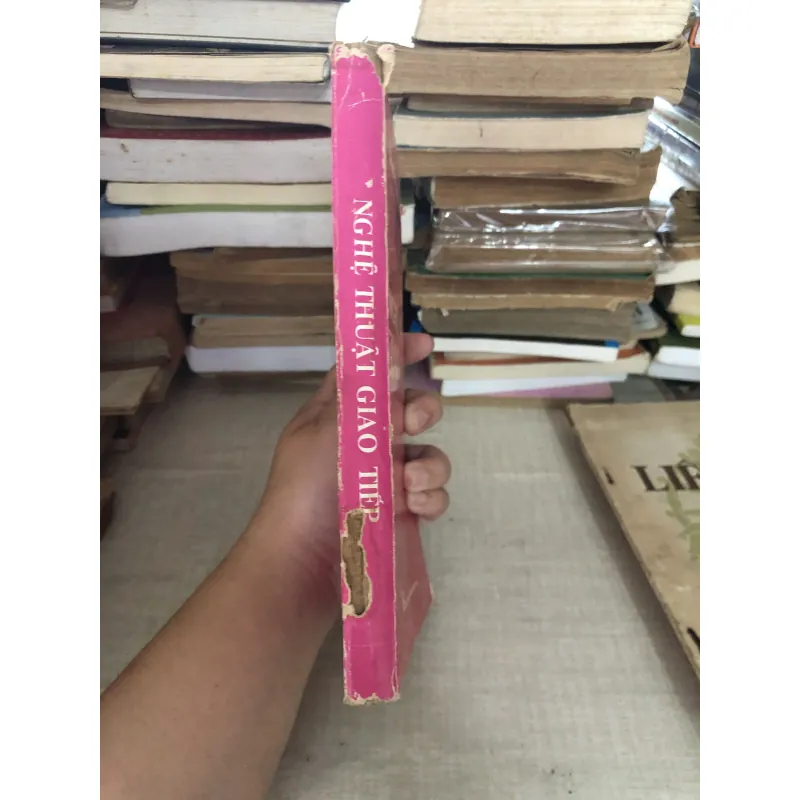 NGHỆ THUẬT GIAO TIẾP